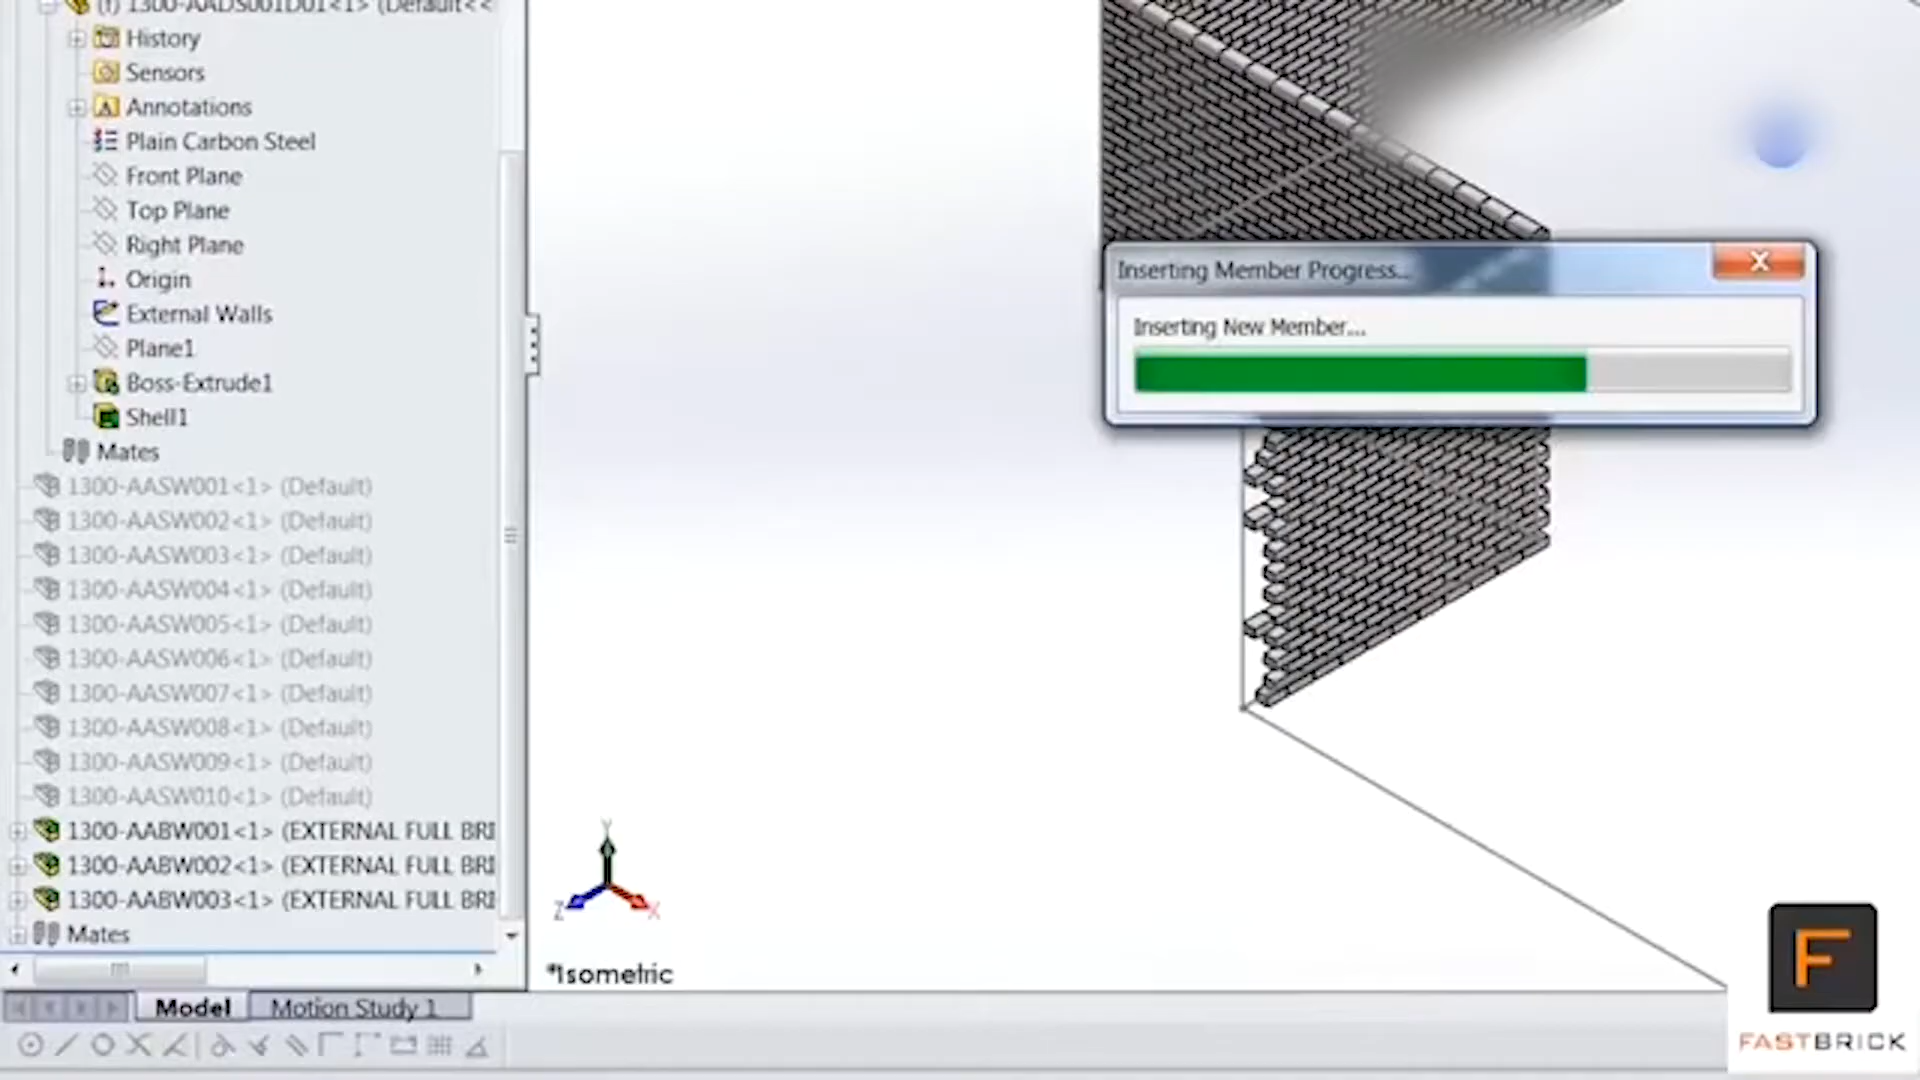 (f) 1300-AADS001D01<1> (Default<<
History
Sensors
Annotations
Plain Carbon Steel
Front Plane
Top Plane
Right Plane
Origin
External Walls
Plane1
Boss-Extrude1
Shell1
Mates
1300-AASW001<1> (Default)
1300-AASW002<1> (Default)
1300-AASW003<1> (Default)
1300-AASW004<1> (Default)
1300-AASW005<1> (Default)
1300-AASW006<1> (Default)
1300-AASW007<1> (Default)
1300-AASW008<1> (Default)
1300-AASW009<1> (Default)
1300-AASW010<1> (Default)
1300-AABW001<1> (EXTERNAL FULL BRI
1300-AABW002<1> (EXTERNAL FULL BRI
1300-AABW003<1> (EXTERNAL FULL BRI
Mates
Model
Motion Study 1
Inserting Member Progress...
X
Inserting New Member...
Y
Z
X
*Isometric
F
FASTBRICK